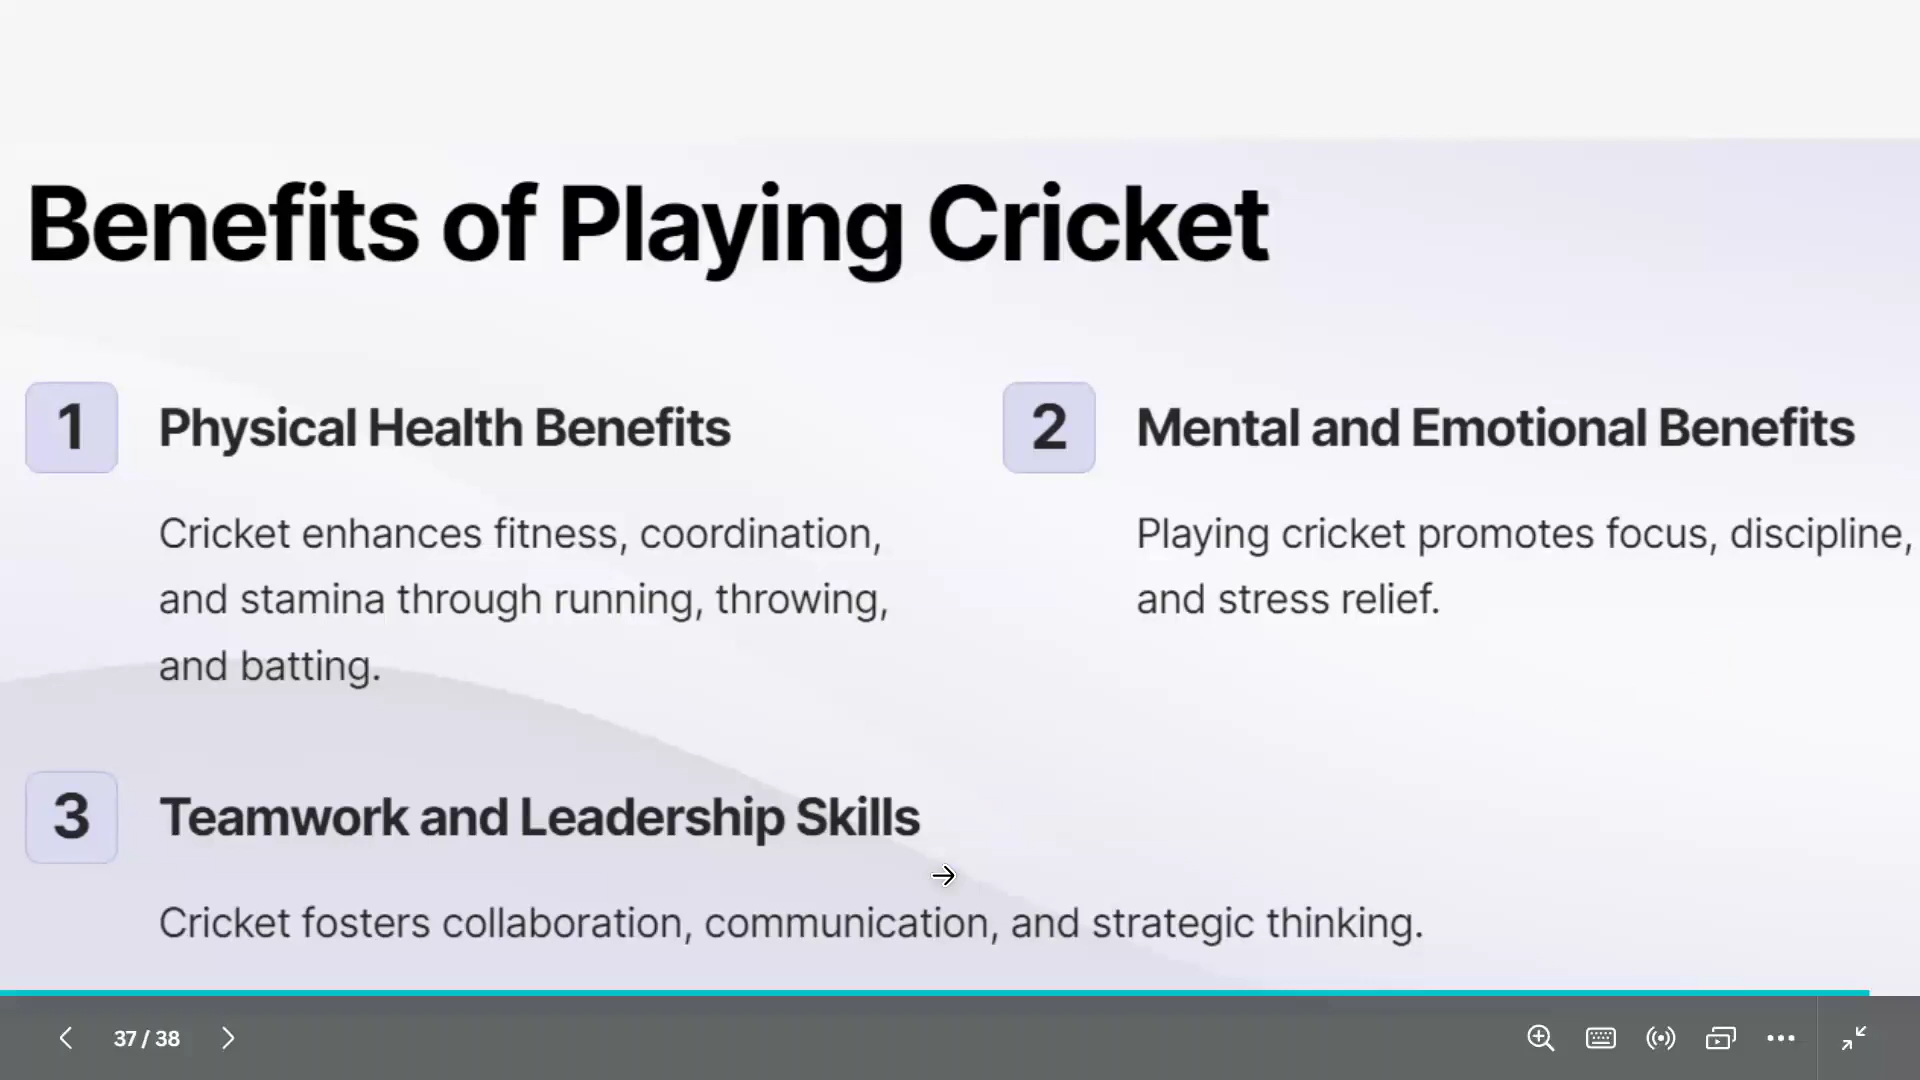 Benefits of Playing Cricket
1
Physical Health Benefits
Cricket enhances fitness, coordination,
and stamina through running, throwing,
and batting.
2
Mental and Emotional Benefits
Playing cricket promotes focus, discipline,
and stress relief.
3
Teamwork and Leadership Skills
Cricket fosters collaboration, communication, and strategic thinking.
37 / 38